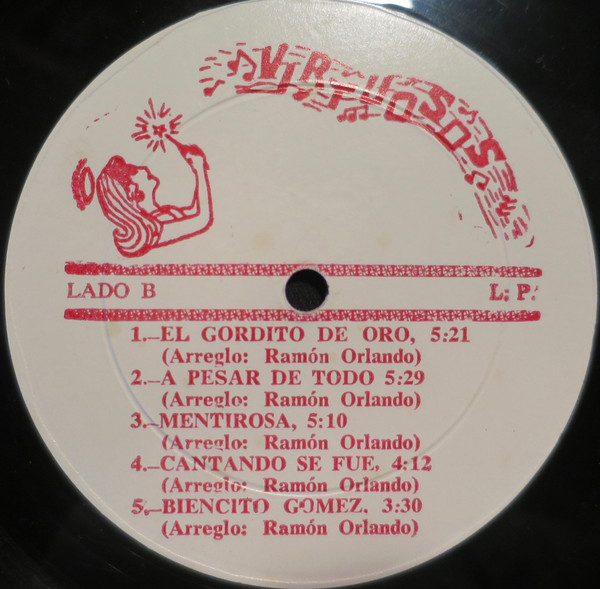 VIRTUOSOS
LADO B L: P:
1.–EL GORDITO DE ORO, 5:21
(Arreglo: Ramón Orlando)
2.–A PESAR DE TODO 5:29
(Arreglo: Ramón Orlando)
3.–MENTIROSA, 5:10
(Arreglo: Ramón Orlando)
4.–CANTANDO SE FUE, 4:12
(Arreglo: Ramón Orlando)
5.–BIENCITO GOMEZ, 3:30
(Arreglo: Ramón Orlando)